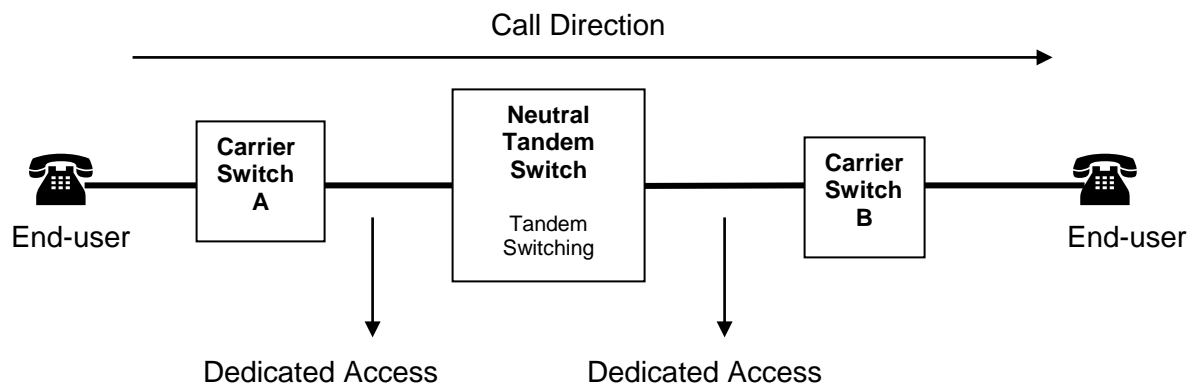 Call Direction
Neutral
Tandem
Switch
Tandem
Switching
Carrier
Switch
A
Carrier
Switch
B
End-user
End-user
Dedicated Access
Dedicated Access